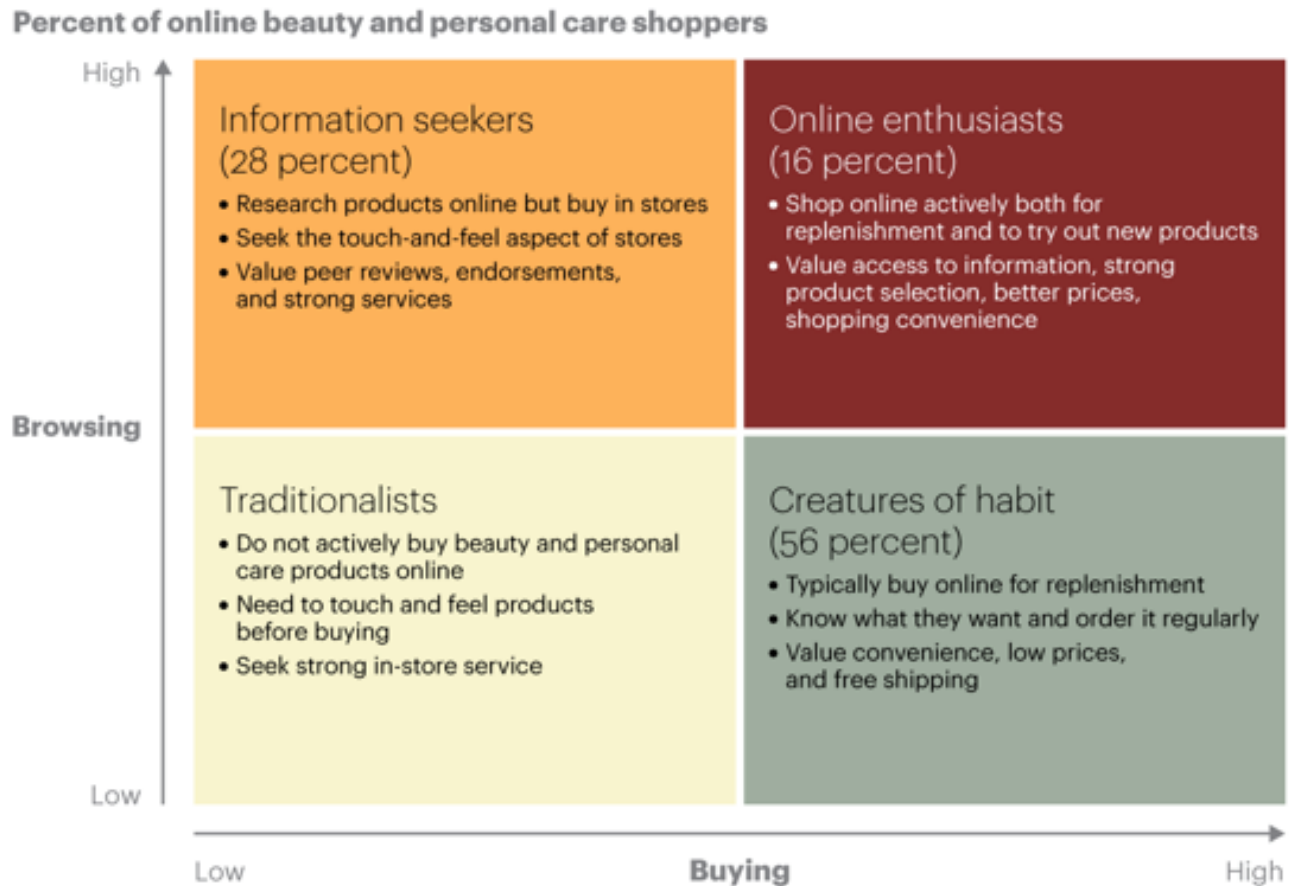 Percent of online beauty and personal care shoppers
High
Information seekers
(28 percent)
• Research products online but buy in stores
• Seek the touch-and-feel aspect of stores
• Value peer reviews, endorsements,
and strong services
Online enthusiasts
(16 percent)
• Shop online actively both for
replenishment and to try out new products
• Value access to information, strong
product selection, better prices,
shopping convenience
Browsing
Traditionalists
• Do not actively buy beauty and personal
care products online
• Need to touch and feel products
before buying
• Seek strong in-store service
Creatures of habit
(56 percent)
• Typically buy online for replenishment
• Know what they want and order it regularly
• Value convenience, low prices,
and free shipping
Low
Low
Buying
High